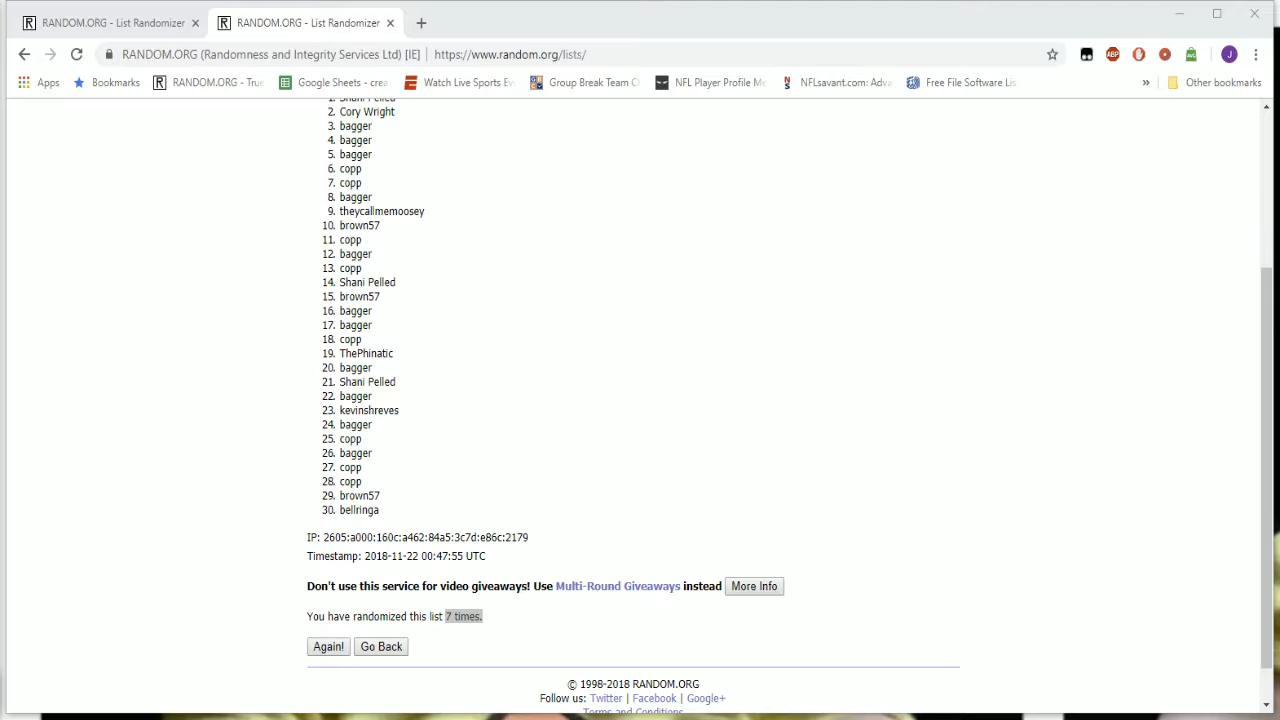 RANDOM.ORG - List Randomizer
RANDOM.ORG - List Randomizer
RANDOM.ORG (Randomness and Integrity Services Ltd) [IE] | https://www.random.org/lists/
Apps Bookmarks RANDOM.ORG - True Google Sheets - crea Watch Live Sports Ev Group Break Team C NFL Player Profile Me NFLsavant.com: Adva Free File Software Lis » Other bookmarks
1. Shani Pelled
2. Cory Wright
3. bagger
4. bagger
5. bagger
6. copp
7. copp
8. bagger
9. theycallmemoosey
10. brown57
11. copp
12. bagger
13. copp
14. Shani Pelled
15. brown57
16. bagger
17. bagger
18. copp
19. ThePhinatic
20. bagger
21. Shani Pelled
22. bagger
23. kevinshreves
24. bagger
25. copp
26. bagger
27. copp
28. copp
29. brown57
30. bellringa
IP: 2605:a000:160c:a462:84a5:3c7d:e86c:2179
Timestamp: 2018-11-22 00:47:55 UTC
Don't use this service for video giveaways! Use Multi-Round Giveaways instead More Info
You have randomized this list 7 times.
Again! Go Back
© 1998-2018 RANDOM.ORG
Follow us: Twitter | Facebook | Google+
Terms and Conditions